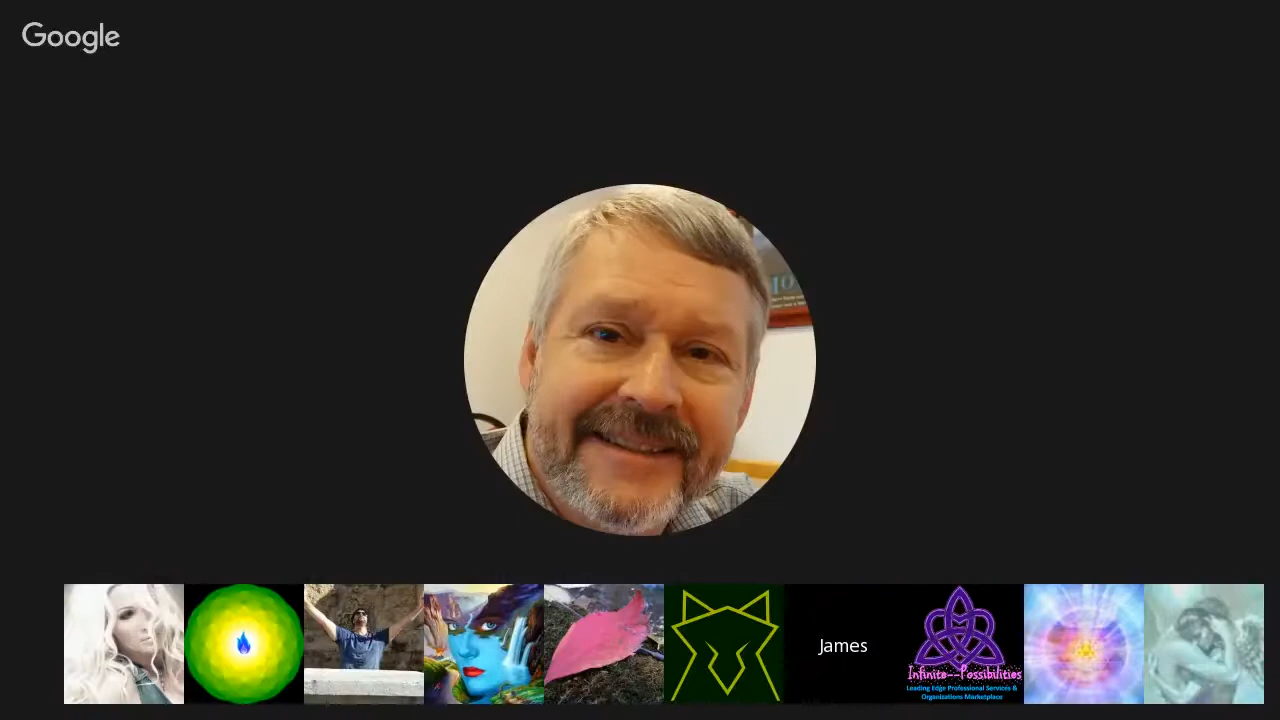 Google
James
Infinite--Possibilities
Leading Edge Professional Services &
Organizations Marketplace